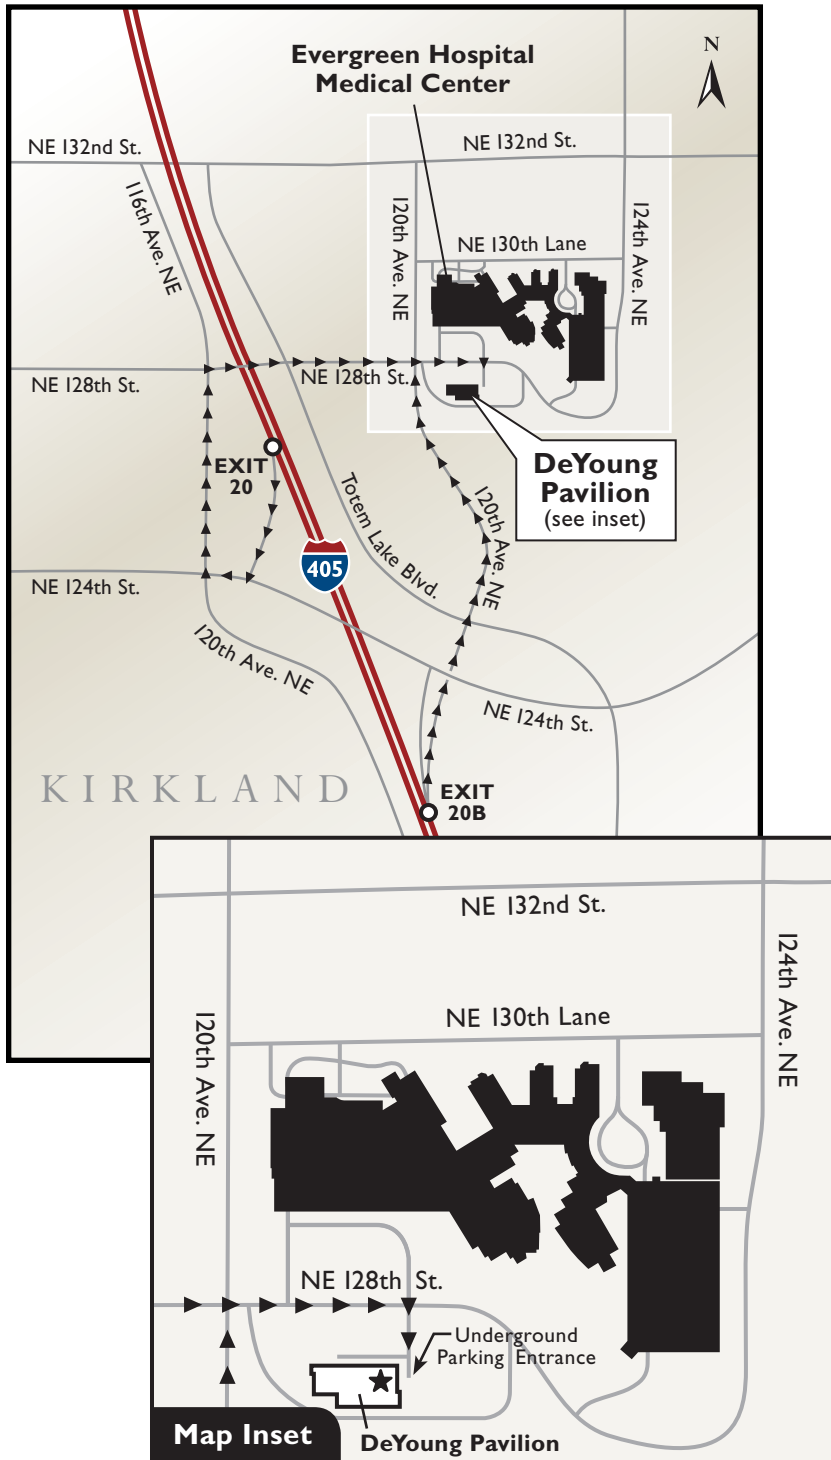 N
Evergreen Hospital
Medical Center
NE 132nd St.
NE 132nd St.
116th Ave. NE
120th Ave. NE
124th Ave. NE
NE 130th Lane
NE 128th St.
NE 128th St.
EXIT
20
DeYoung
Pavilion
(see inset)
Totem Lake Blvd.
120th Ave. NE
405
NE 124th St.
120th Ave. NE
NE 124th St.
KIRKLAND
EXIT
20B
NE 132nd St.
124th Ave. NE
120th Ave. NE
NE 130th Lane
NE 128th St.
Underground
Parking Entrance
Map Inset
DeYoung Pavilion